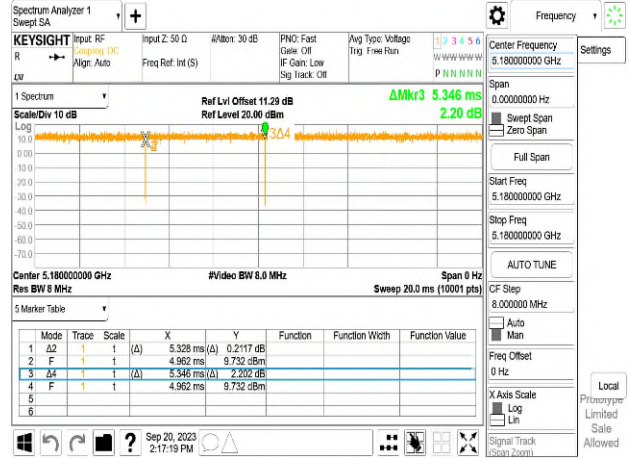 Spectrum Analyzer 1
Swept SA
Frequency
KEYSIGHT
R
Input: RF
Coupling: DC
Align: Auto
Input Z: 50 Ω
Freq Ref: Int (S)
#Atten: 30 dB
PNO: Fast
Gate: Off
IF Gain: Low
Sig Track: Off
Avg Type: Voltage
Trig: Free Run
1 2 3 4 5 6
W W W W W W
P N N N N N
Center Frequency
5.180000000 GHz
Settings
Span
0.00000000 Hz
Swept Span
Zero Span
Full Span
Start Freq
5.180000000 GHz
Stop Freq
5.180000000 GHz
AUTO TUNE
CF Step
8.000000 MHz
Auto
Man
Freq Offset
0 Hz
X Axis Scale
Log
Lin
Signal Track
(Span Zoom)
Local
Prototype
Limited
Sale
Allowed
1 Spectrum
Scale/Div 10 dB
Ref Lvl Offset 11.29 dB
Ref Level 20.00 dBm
ΔMkr3 5.346 ms
2.20 dB
Log
10.0
0.00
-10.0
-20.0
-30.0
-40.0
-50.0
-60.0
-70.0
3Δ4
Center 5.180000000 GHz
Res BW 8 MHz
#Video BW 8.0 MHz
Span 0 Hz
Sweep 20.0 ms (10001 pts)
5 Marker Table
Mode Trace Scale X Y Function Function Width Function Value
1 Δ2 1 t (Δ) 5.328 ms (Δ) 0.2117 dB
2 F 1 t 4.962 ms 9.732 dBm
3 Δ4 1 t (Δ) 5.346 ms (Δ) 2.202 dB
4 F 1 t 4.962 ms 9.732 dBm
5
6
Sep 20, 2023
2:17:19 PM